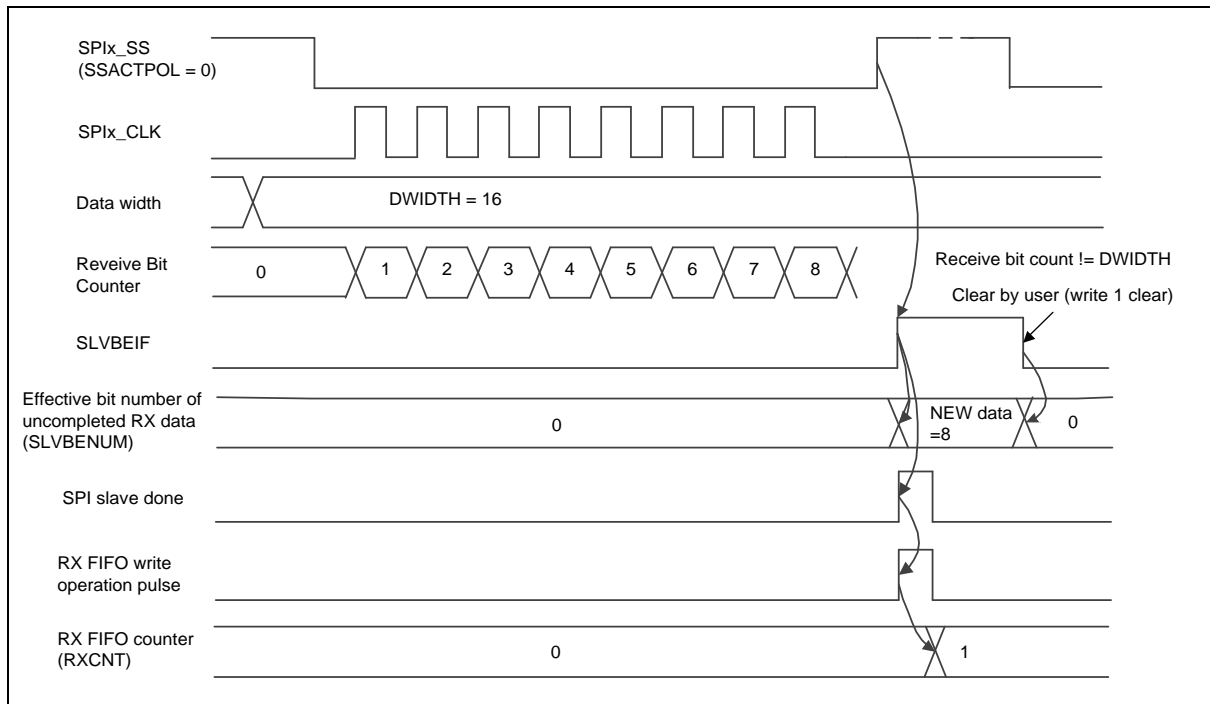 SPIx_SS
(SSACTPOL = 0)
SPIx_CLK
Data width
DWIDTH = 16
Reveive Bit
Counter
0
1
2
3
4
5
6
7
8
Receive bit count != DWIDTH
Clear by user (write 1 clear)
SLVBEIF
Effective bit number of
uncompleted RX data
(SLVBENUM)
0
NEW data
=8
0
SPI slave done
RX FIFO write
operation pulse
RX FIFO counter
(RXCNT)
0
1